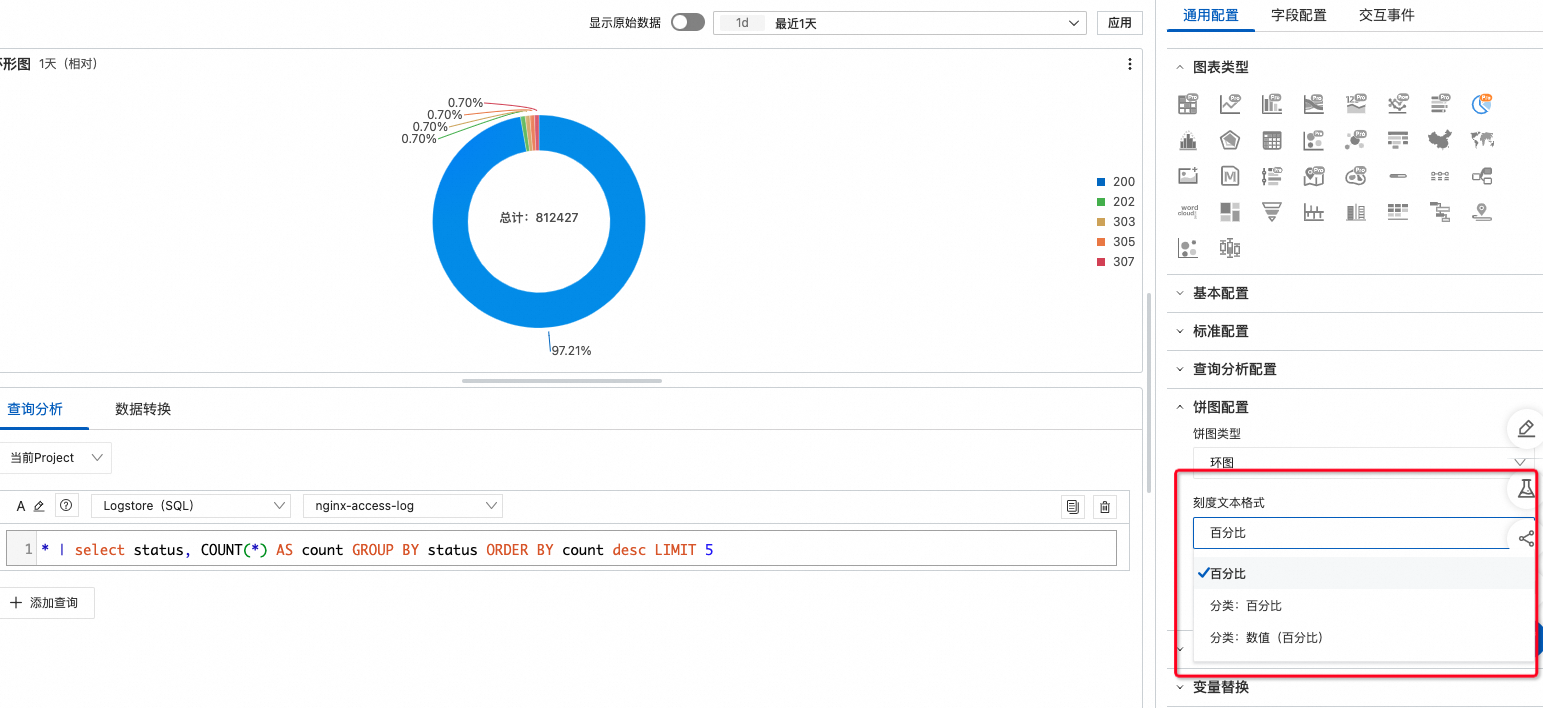 显示原始数据
1d 最近1天
应用
形图 1天（相对）
0.70%
0.70%
0.70%
0.70%
总计：812427
97.21%
200
202
303
305
307
查询分析 数据转换
当前Project
A Logstore（SQL） nginx-access-log
1 * | select status, COUNT(*) AS count GROUP BY status ORDER BY count desc LIMIT 5
添加查询
通用配置 字段配置 交互事件
图表类型
word
cloud
基本配置
标准配置
查询分析配置
饼图配置
饼图类型
环图
刻度文本格式
百分比
百分比
分类：百分比
分类：数值（百分比）
变量替换